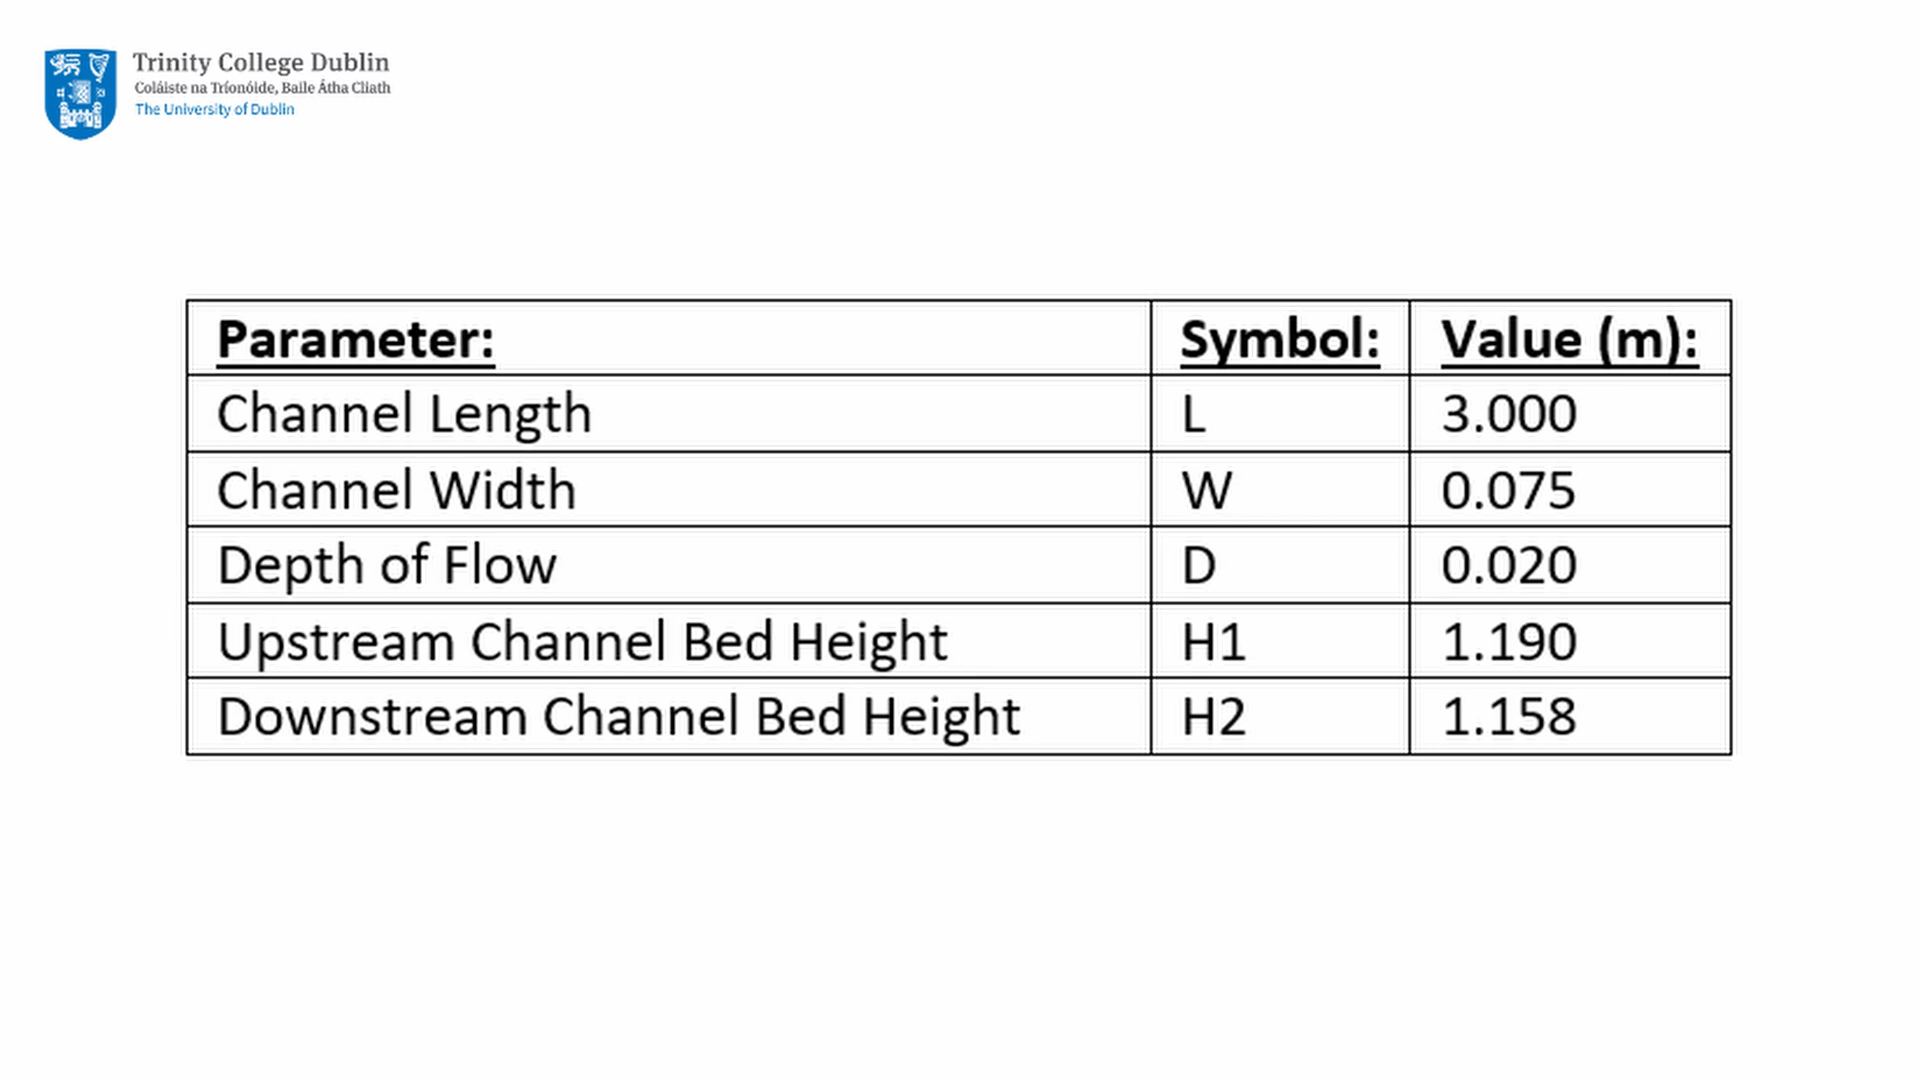 Trinity College Dublin
Coláiste na Tríonóide, Baile Átha Cliath
The University of Dublin
Parameter: Symbol: Value (m):
Channel Length L 3.000
Channel Width W 0.075
Depth of Flow D 0.020
Upstream Channel Bed Height H1 1.190
Downstream Channel Bed Height H2 1.158